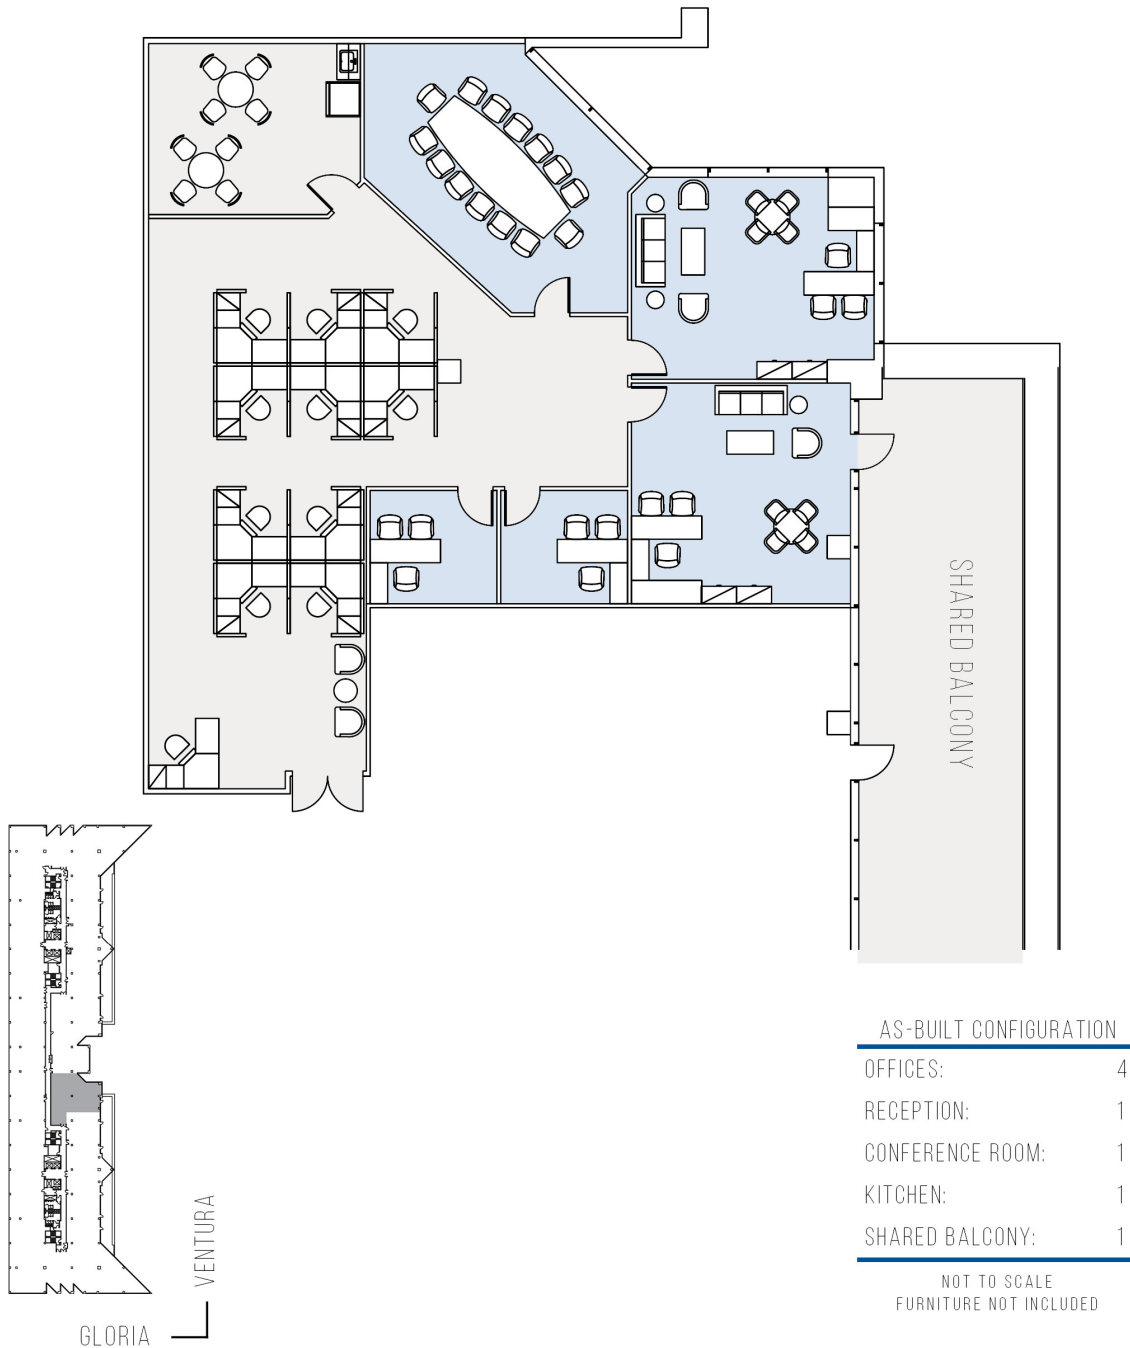 SHARED BALCONY
AS-BUILT CONFIGURATION
OFFICES: 4
RECEPTION: 1
CONFERENCE ROOM: 1
KITCHEN: 1
SHARED BALCONY: 1
NOT TO SCALE
FURNITURE NOT INCLUDED
VENTURA
GLORIA